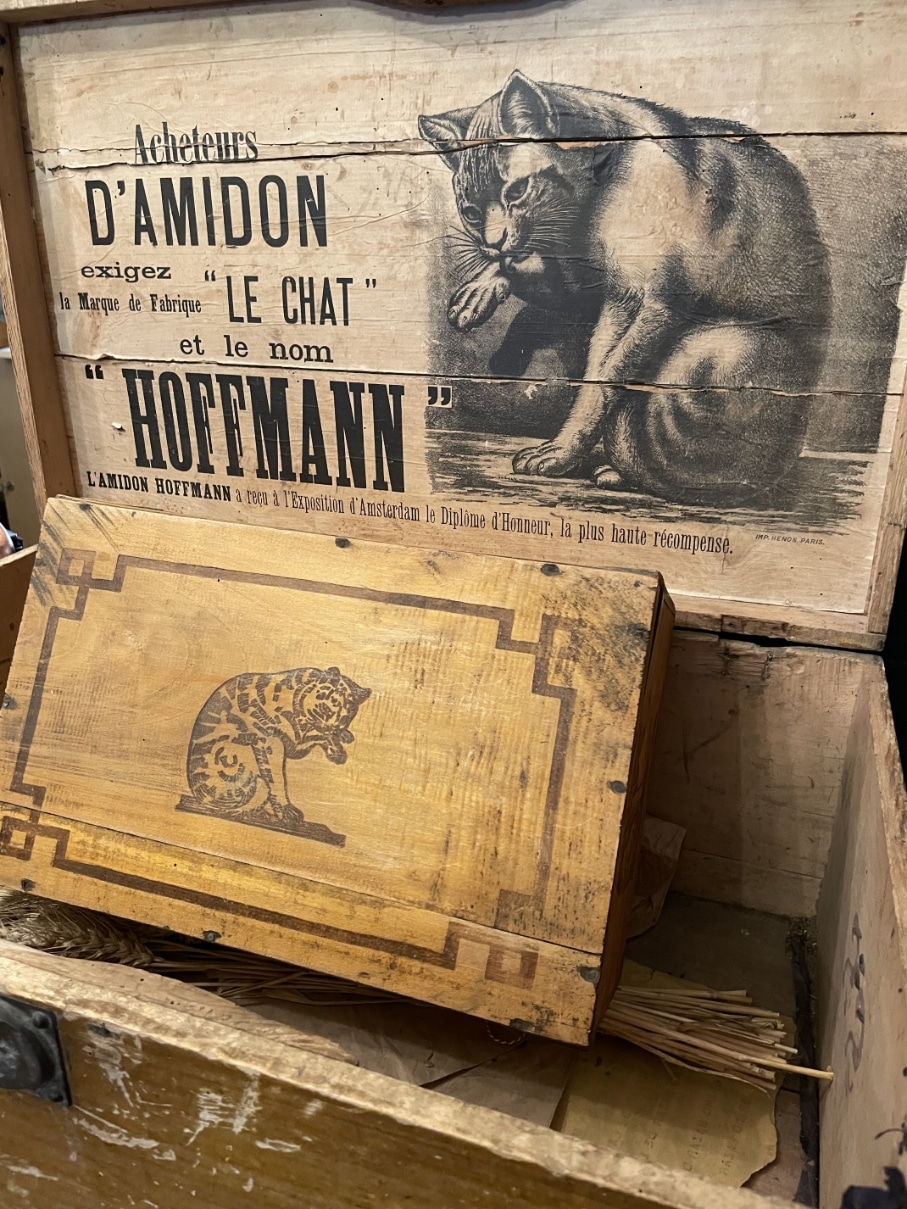 Acheteurs
D'AMIDON
exigez
la Marque de Fabrique "LE CHAT"
et le nom
"HOFFMANN"
L'AMIDON HOFFMANN a reçu à l'Exposition d'Amsterdam le Diplôme d'Honneur, la plus haute récompense.
IMP. HENON, PARIS.